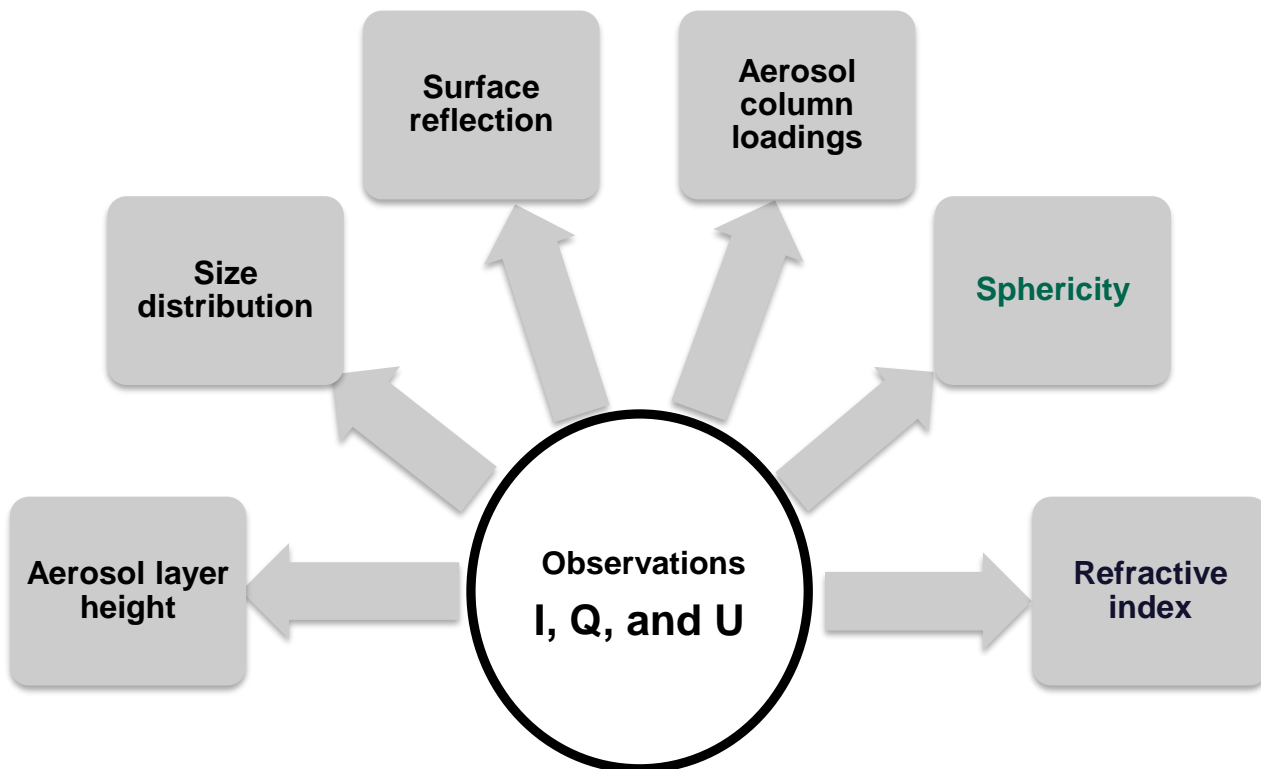 Surface
reflection
Aerosol
column
loadings
Size
distribution
Sphericity
Aerosol layer
height
Observations
I, Q, and U
Refractive
index